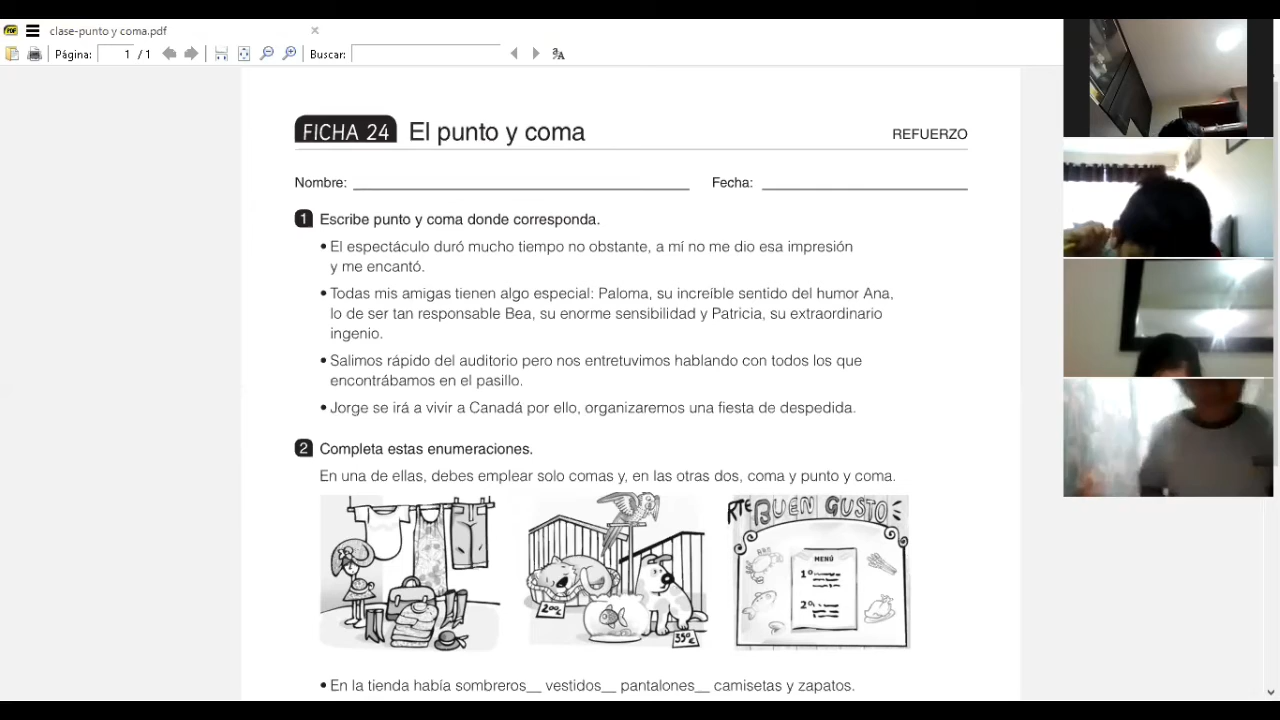 clase-punto y coma.pdf
Página: 1 / 1 Buscar:
FICHA 24 El punto y coma REFUERZO
Nombre: Fecha:
1 Escribe punto y coma donde corresponda.
• El espectáculo duró mucho tiempo no obstante, a mí no me dio esa impresión
y me encantó.
• Todas mis amigas tienen algo especial: Paloma, su increíble sentido del humor Ana,
lo de ser tan responsable Bea, su enorme sensibilidad y Patricia, su extraordinario
ingenio.
• Salimos rápido del auditorio pero nos entretuvimos hablando con todos los que
encontrábamos en el pasillo.
• Jorge se irá a vivir a Canadá por ello, organizaremos una fiesta de despedida.
2 Completa estas enumeraciones.
En una de ellas, debes emplear solo comas y, en las otras dos, coma y punto y coma.
RTE BUEN GUSTO
MENÚ
1º
2º
200€
350€
• En la tienda había sombreros__ vestidos__ pantalones__ camisetas y zapatos.